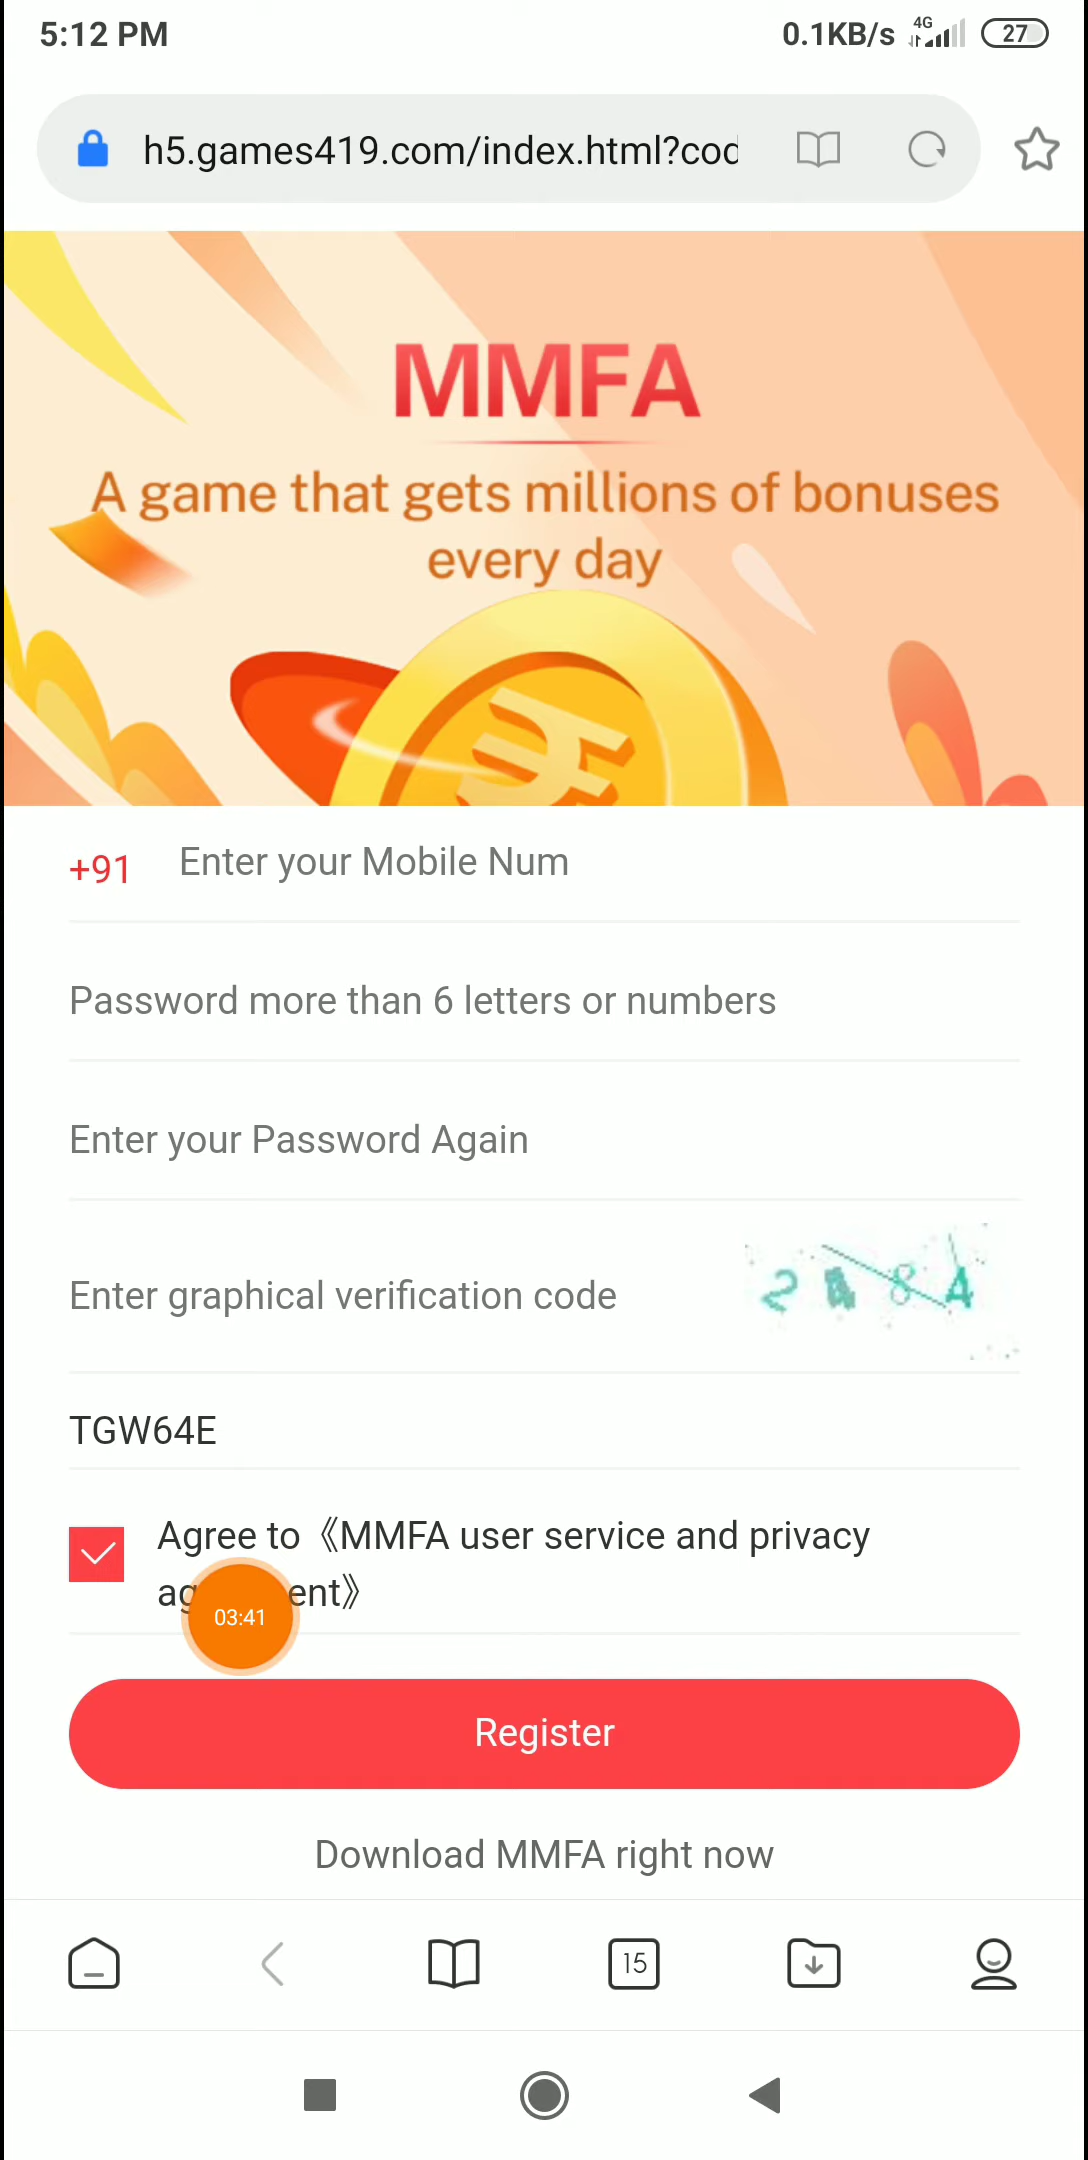 5:12 PM
0.1KB/s 4G 27
h5.games419.com/index.html?cod
MMFA
A game that gets millions of bonuses
every day
+91 Enter your Mobile Num
Password more than 6 letters or numbers
Enter your Password Again
Enter graphical verification code
TGW64E
Agree to《MMFA user service and privacy
ag ent》
03:41
Register
Download MMFA right now
15